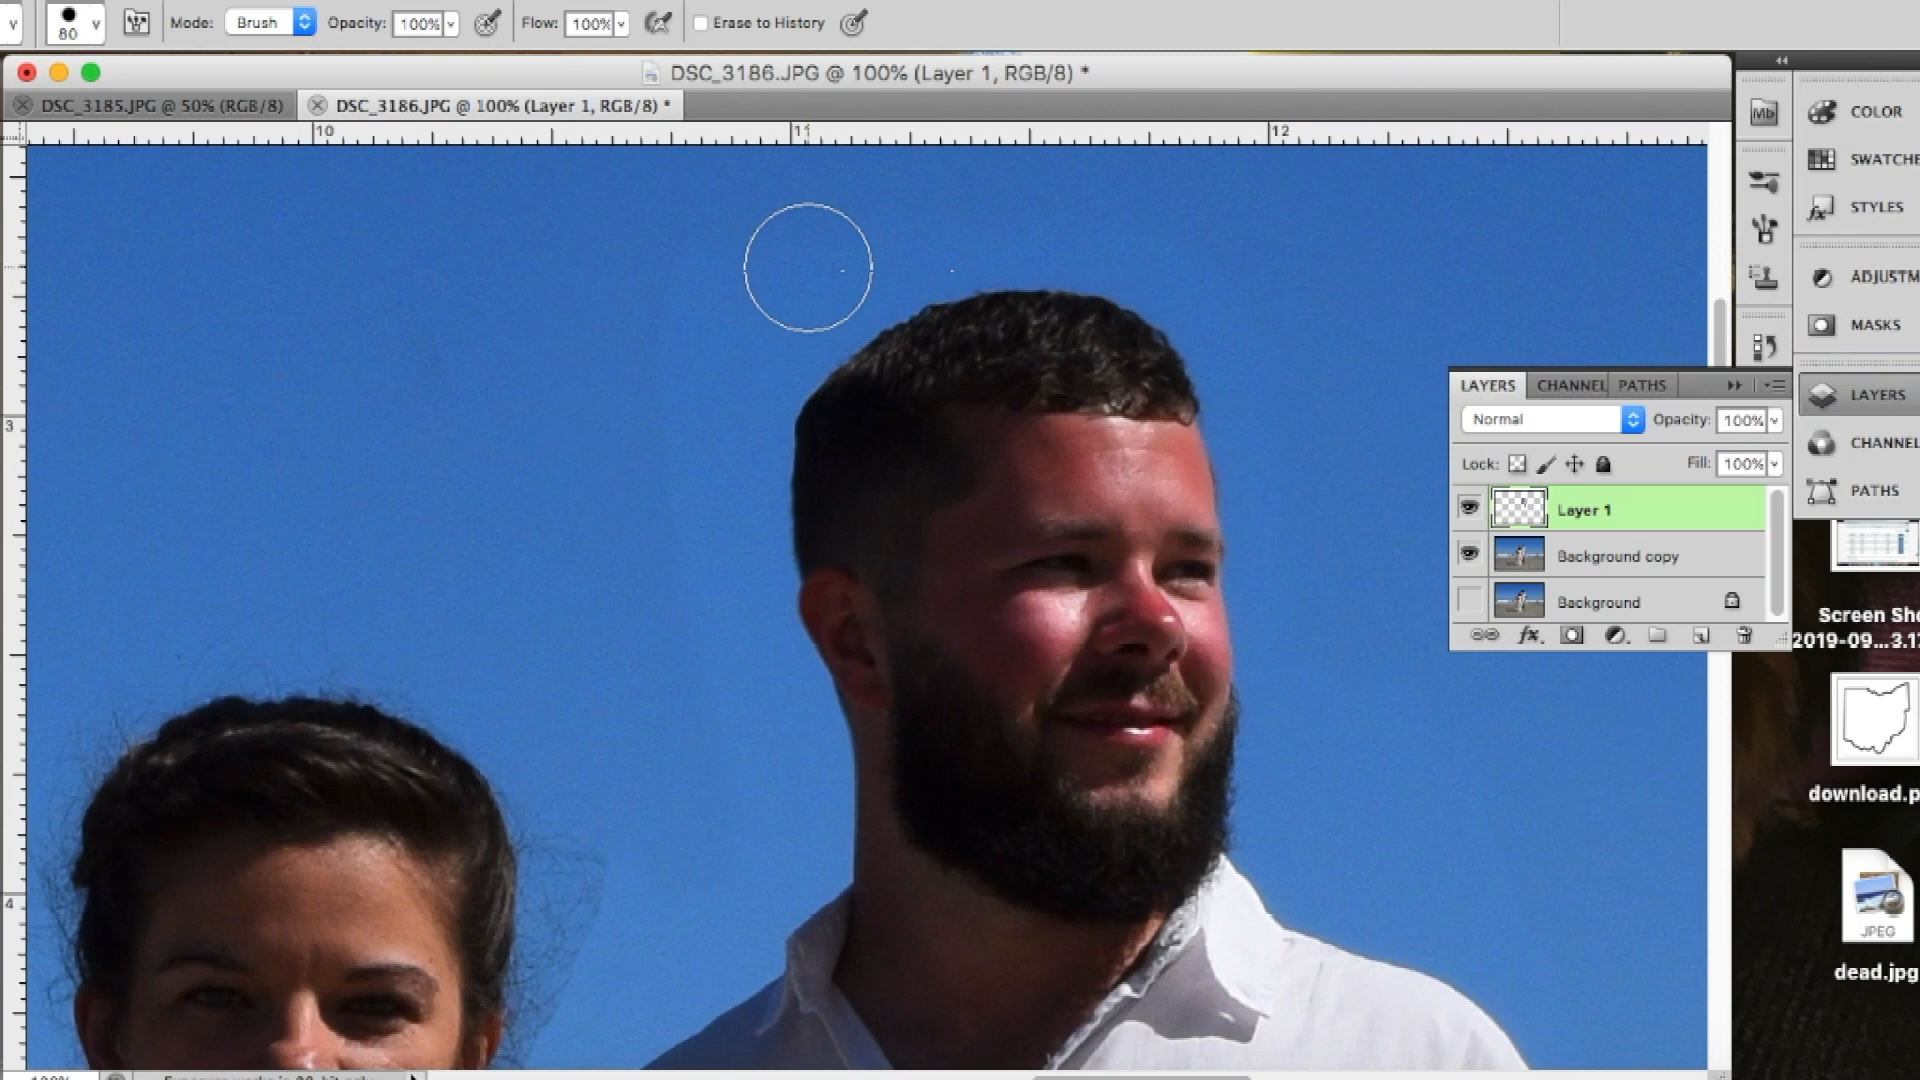 80
Mode: Brush Opacity: 100% Flow: 100% Erase to History
DSC_3186.JPG @ 100% (Layer 1, RGB/8) *
DSC_3185.JPG @ 50% (RGB/8)
DSC_3186.JPG @ 100% (Layer 1, RGB/8) *
10 11 12
3
4
Mb
COLOR
SWATCHE
STYLES
ADJUSTM
MASKS
LAYERS
CHANNEL
PATHS
LAYERS CHANNEL PATHS
Normal Opacity: 100%
Lock: Fill: 100%
Layer 1
Background copy
Background
fx.
Screen Sho
2019-09...3.1
download.p
JPEG
dead.jpg